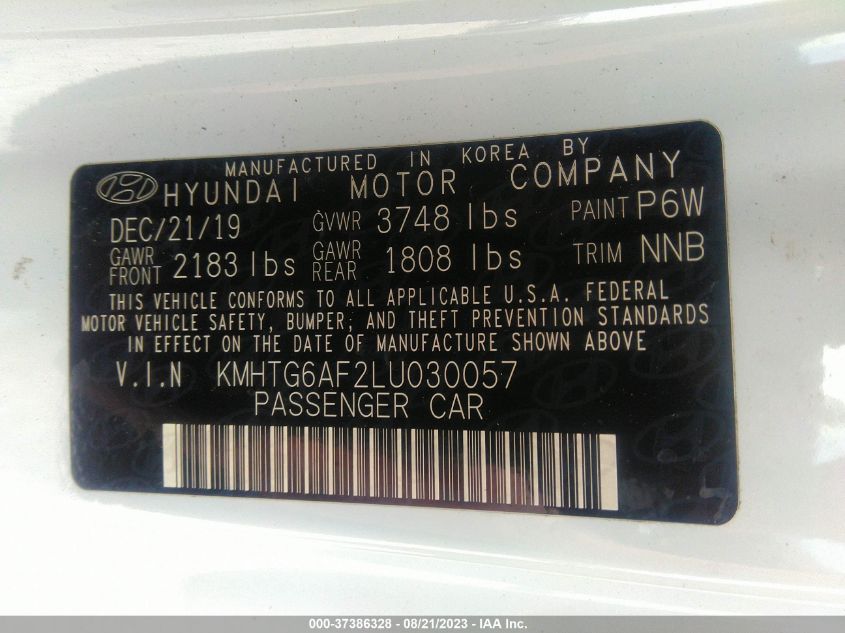 MANUFACTURED IN KOREA BY
HYUNDAI MOTOR COMPANY
DEC/21/19 GVWR 3748 lbs PAINT P6W
GAWR FRONT 2183 lbs GAWR REAR 1808 lbs TRIM NNB
THIS VEHICLE CONFORMS TO ALL APPLICABLE U.S.A. FEDERAL
MOTOR VEHICLE SAFETY, BUMPER; AND THEFT PREVENTION STANDARDS
IN EFFECT ON THE DATE OF MANUFACTURE SHOWN ABOVE
V.I.N KMHTG6AF2LU030057
PASSENGER CAR
000-37386328 - 08/21/2023 - IAA Inc.